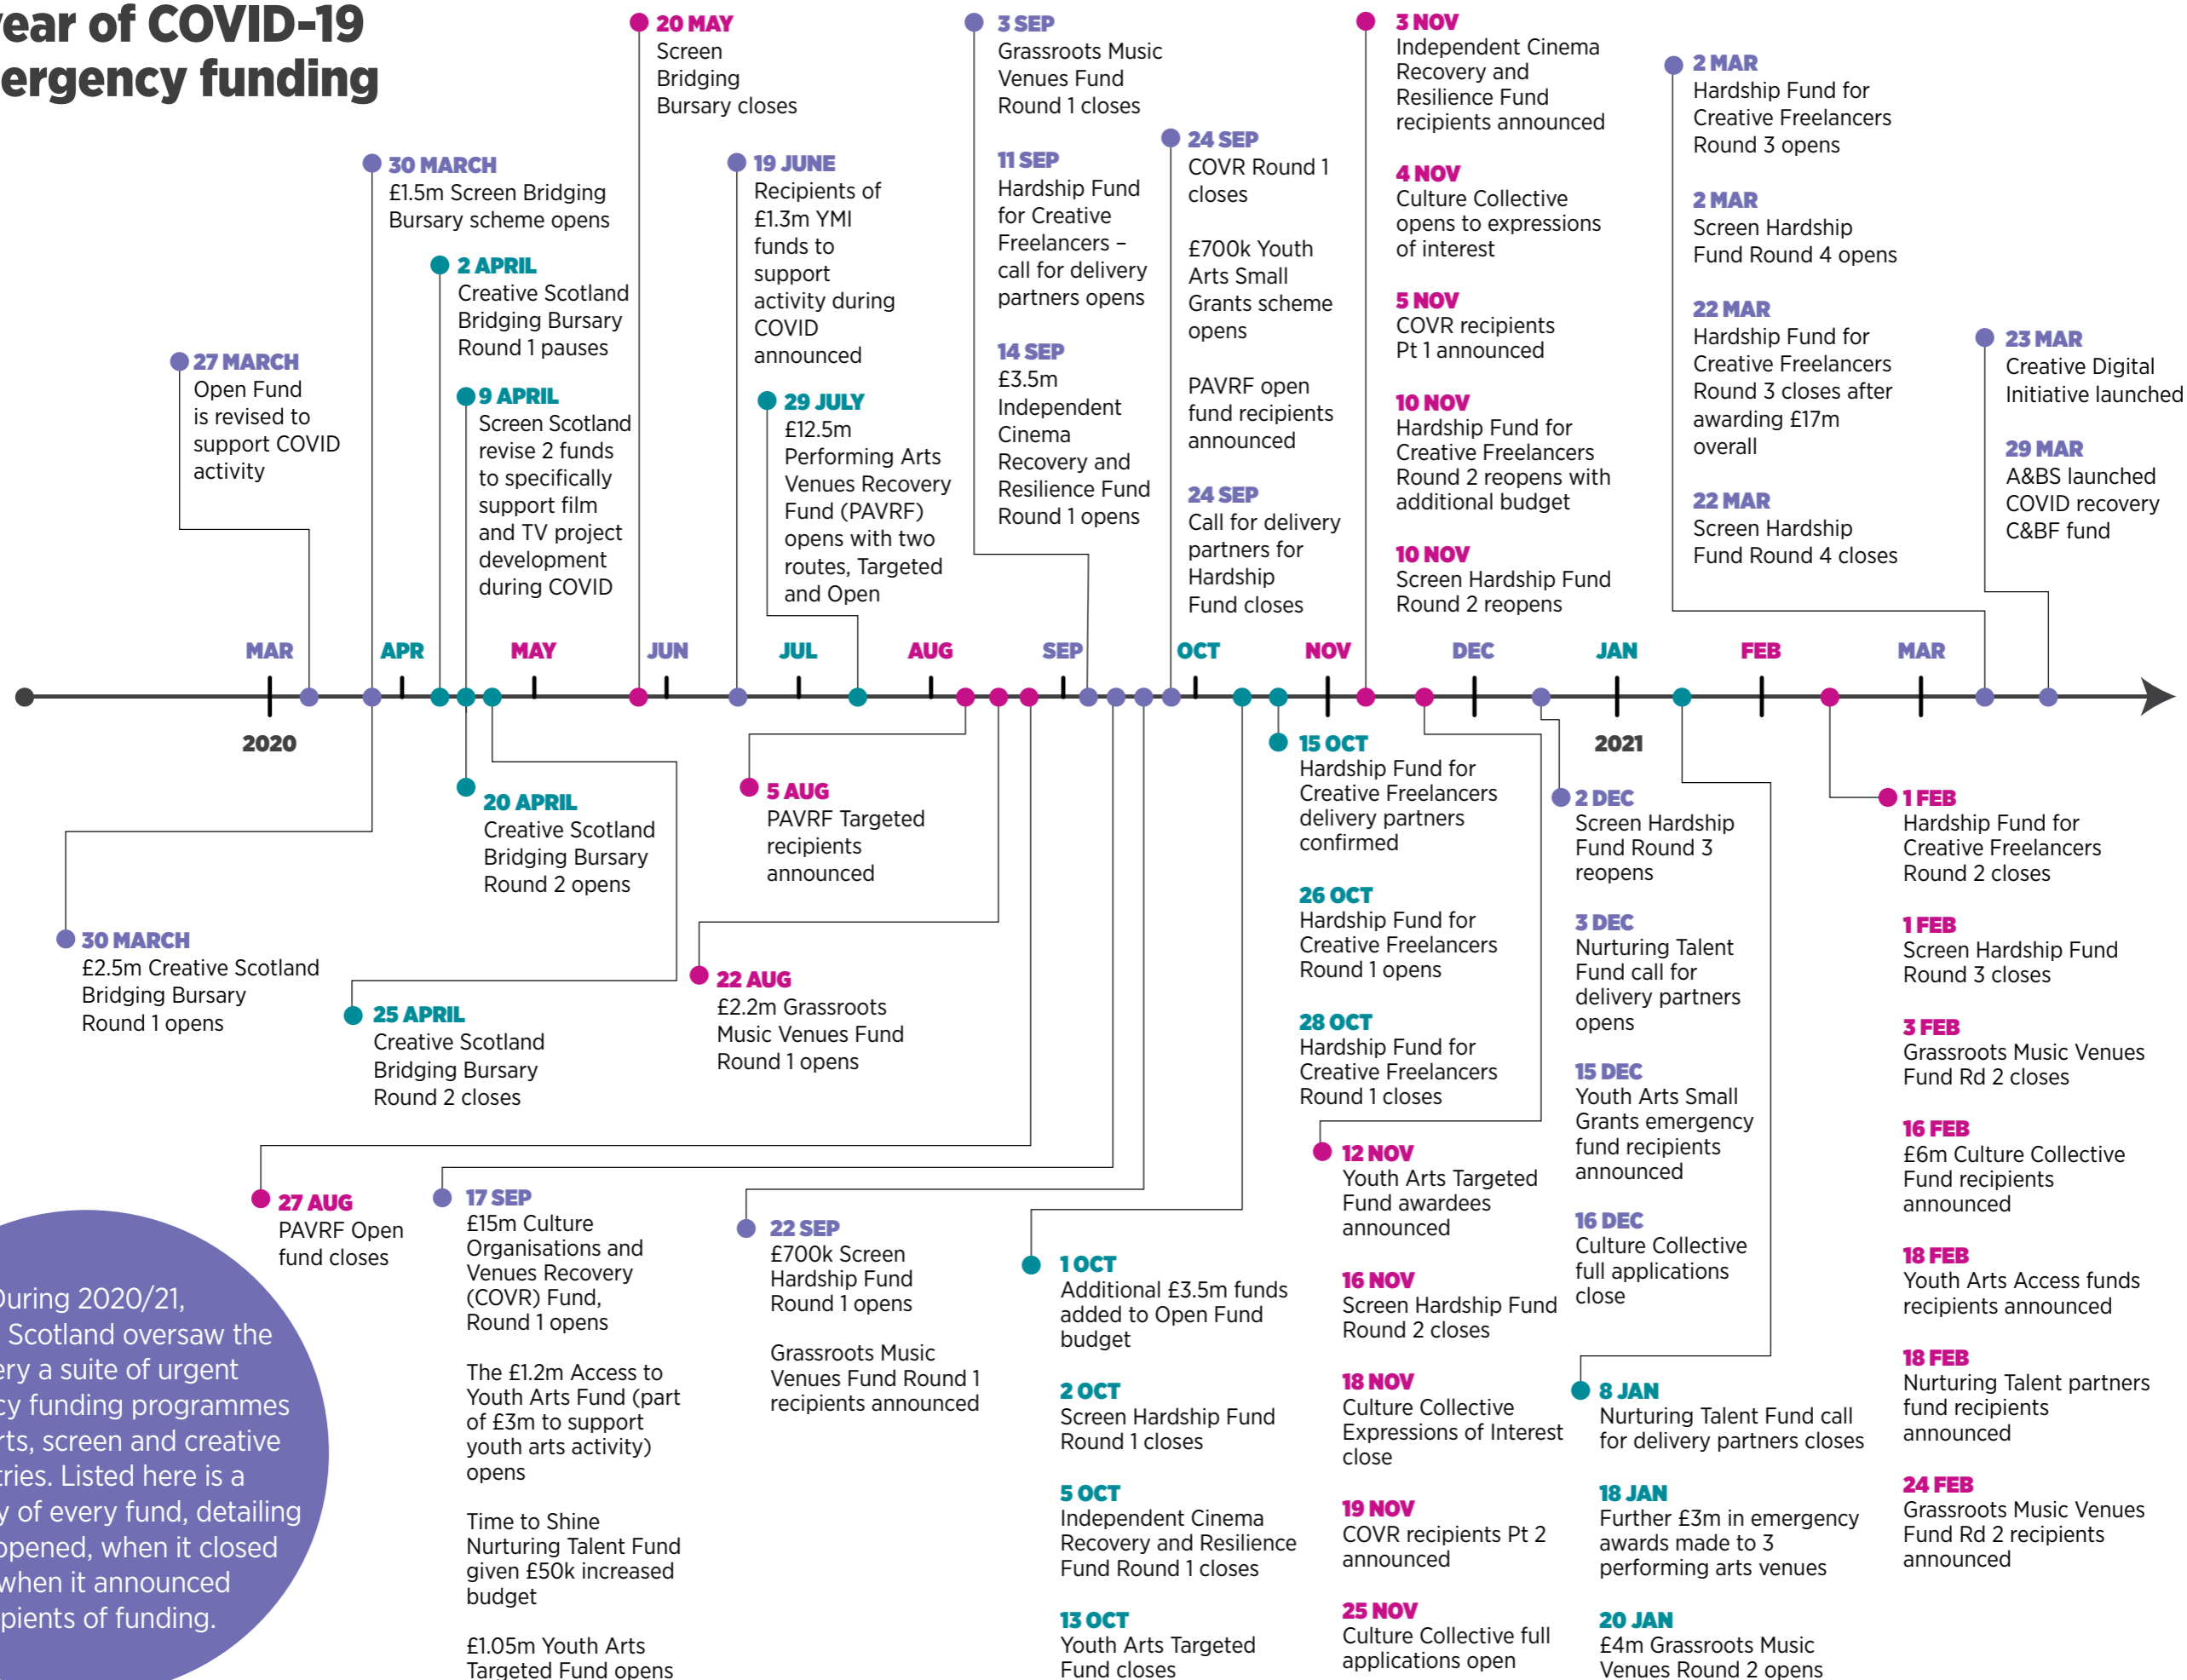 year of COVID-19
ergency funding
27 MARCH
Open Fund
is revised to
support COVID
activity
30 MARCH
£1.5m Screen Bridging
Bursary scheme opens
2 APRIL
Creative Scotland
Bridging Bursary
Round 1 pauses
9 APRIL
Screen Scotland
revise 2 funds
to specifically
support film
and TV project
development
during COVID
20 MAY
Screen
Bridging
Bursary closes
19 JUNE
Recipients of
£1.3m YMI
funds to
support
activity during
COVID
announced
29 JULY
£12.5m
Performing Arts
Venues Recovery
Fund (PAVRF)
opens with two
routes, Targeted
and Open
3 SEP
Grassroots Music
Venues Fund
Round 1 closes
11 SEP
Hardship Fund
for Creative
Freelancers –
call for delivery
partners opens
14 SEP
£3.5m
Independent
Cinema
Recovery and
Resilience Fund
Round 1 opens
24 SEP
COVR Round 1
closes
£700k Youth
Arts Small
Grants scheme
opens
PAVRF open
fund recipients
announced
24 SEP
Call for delivery
partners for
Hardship
Fund closes
3 NOV
Independent Cinema
Recovery and
Resilience Fund
recipients announced
4 NOV
Culture Collective
opens to expressions
of interest
5 NOV
COVR recipients
Pt 1 announced
10 NOV
Hardship Fund for
Creative Freelancers
Round 2 reopens with
additional budget
10 NOV
Screen Hardship Fund
Round 2 reopens
2 MAR
Hardship Fund for
Creative Freelancers
Round 3 opens
2 MAR
Screen Hardship
Fund Round 4 opens
22 MAR
Hardship Fund for
Creative Freelancers
Round 3 closes after
awarding £17m
overall
22 MAR
Screen Hardship
Fund Round 4 closes
23 MAR
Creative Digital
Initiative launched
29 MAR
A&BS launched
COVID recovery
C&BF fund
MAR APR MAY JUN JUL AUG SEP OCT NOV DEC JAN FEB MAR
2020 2021
30 MARCH
£2.5m Creative Scotland
Bridging Bursary
Round 1 opens
20 APRIL
Creative Scotland
Bridging Bursary
Round 2 opens
25 APRIL
Creative Scotland
Bridging Bursary
Round 2 closes
5 AUG
PAVRF Targeted
recipients
announced
22 AUG
£2.2m Grassroots
Music Venues Fund
Round 1 opens
27 AUG
PAVRF Open
fund closes
17 SEP
£15m Culture
Organisations and
Venues Recovery
(COVR) Fund,
Round 1 opens
The £1.2m Access to
Youth Arts Fund (part
of £3m to support
youth arts activity)
opens
Time to Shine
Nurturing Talent Fund
given £50k increased
budget
£1.05m Youth Arts
Targeted Fund opens
22 SEP
£700k Screen
Hardship Fund
Round 1 opens
Grassroots Music
Venues Fund Round 1
recipients announced
1 OCT
Additional £3.5m funds
added to Open Fund
budget
2 OCT
Screen Hardship Fund
Round 1 closes
5 OCT
Independent Cinema
Recovery and Resilience
Fund Round 1 closes
13 OCT
Youth Arts Targeted
Fund closes
15 OCT
Hardship Fund for
Creative Freelancers
delivery partners
confirmed
26 OCT
Hardship Fund for
Creative Freelancers
Round 1 opens
28 OCT
Hardship Fund for
Creative Freelancers
Round 1 closes
12 NOV
Youth Arts Targeted
Fund awardees
announced
16 NOV
Screen Hardship Fund
Round 2 closes
18 NOV
Culture Collective
Expressions of Interest
close
19 NOV
COVR recipients Pt 2
announced
25 NOV
Culture Collective full
applications open
2 DEC
Screen Hardship
Fund Round 3
reopens
3 DEC
Nurturing Talent
Fund call for
delivery partners
opens
15 DEC
Youth Arts Small
Grants emergency
fund recipients
announced
16 DEC
Culture Collective
full applications
close
8 JAN
Nurturing Talent Fund call
for delivery partners closes
18 JAN
Further £3m in emergency
awards made to 3
performing arts venues
20 JAN
£4m Grassroots Music
Venues Round 2 opens
1 FEB
Hardship Fund for
Creative Freelancers
Round 2 closes
1 FEB
Screen Hardship Fund
Round 3 closes
3 FEB
Grassroots Music Venues
Fund Rd 2 closes
16 FEB
£6m Culture Collective
Fund recipients
announced
18 FEB
Youth Arts Access funds
recipients announced
18 FEB
Nurturing Talent partners
fund recipients
announced
24 FEB
Grassroots Music Venues
Fund Rd 2 recipients
announced
During 2020/21,
Scotland oversaw the
ery a suite of urgent
cy funding programmes
rts, screen and creative
tries. Listed here is a
y of every fund, detailing
opened, when it closed
when it announced
pients of funding.